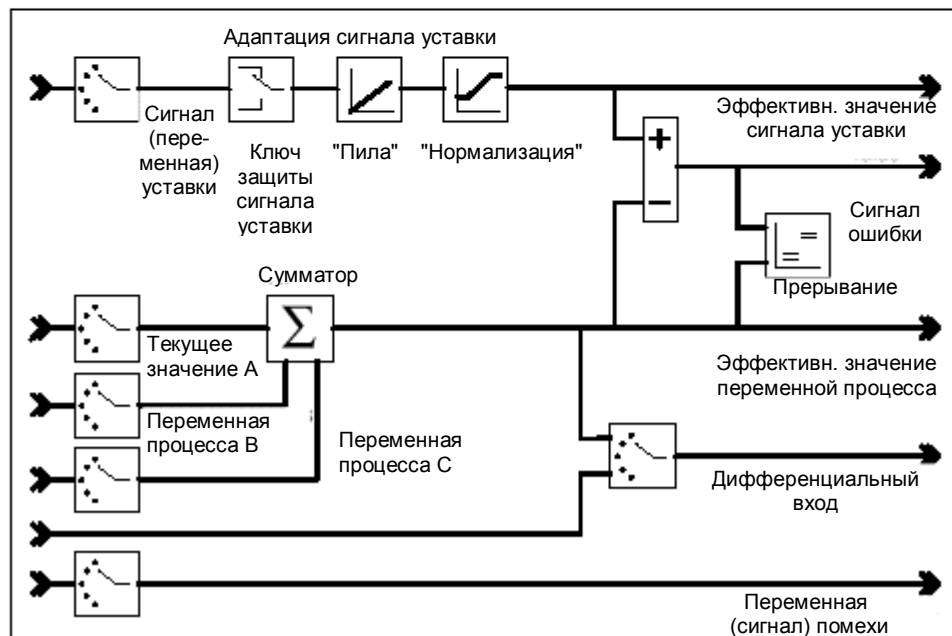 Адаптация сигнала уставки
Сигнал
(пере-
менная)
уставки
Ключ
защиты
сигнала
уставки
"Пила"
"Нормализация"
Эффективн. значение
сигнала уставки
+
−
Сигнал
ошибки
Прерывание
Сумматор
Σ
Текущее
значение А
Эффективн. значение
переменной процесса
Переменная
процесса В
Переменная
процесса С
Дифференциальный
вход
Переменная
(сигнал) помехи